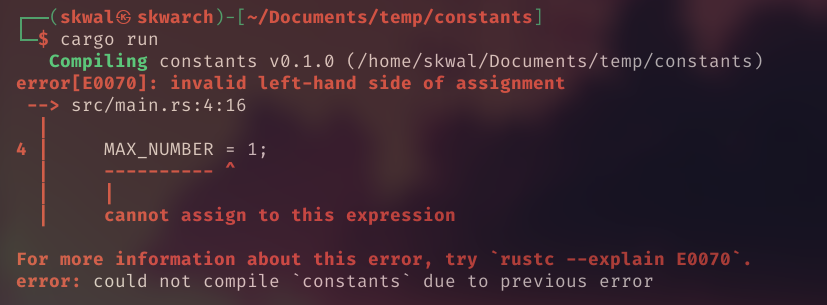 ┌──(skwal㉿skwarch)-[~/Documents/temp/constants]
└─$ cargo run
   Compiling constants v0.1.0 (/home/skwal/Documents/temp/constants)
error[E0070]: invalid left-hand side of assignment
 --> src/main.rs:4:16
  |
4 |     MAX_NUMBER = 1;
  |     ---------- ^
  |     |
  |     cannot assign to this expression

For more information about this error, try `rustc --explain E0070`.
error: could not compile `constants` due to previous error